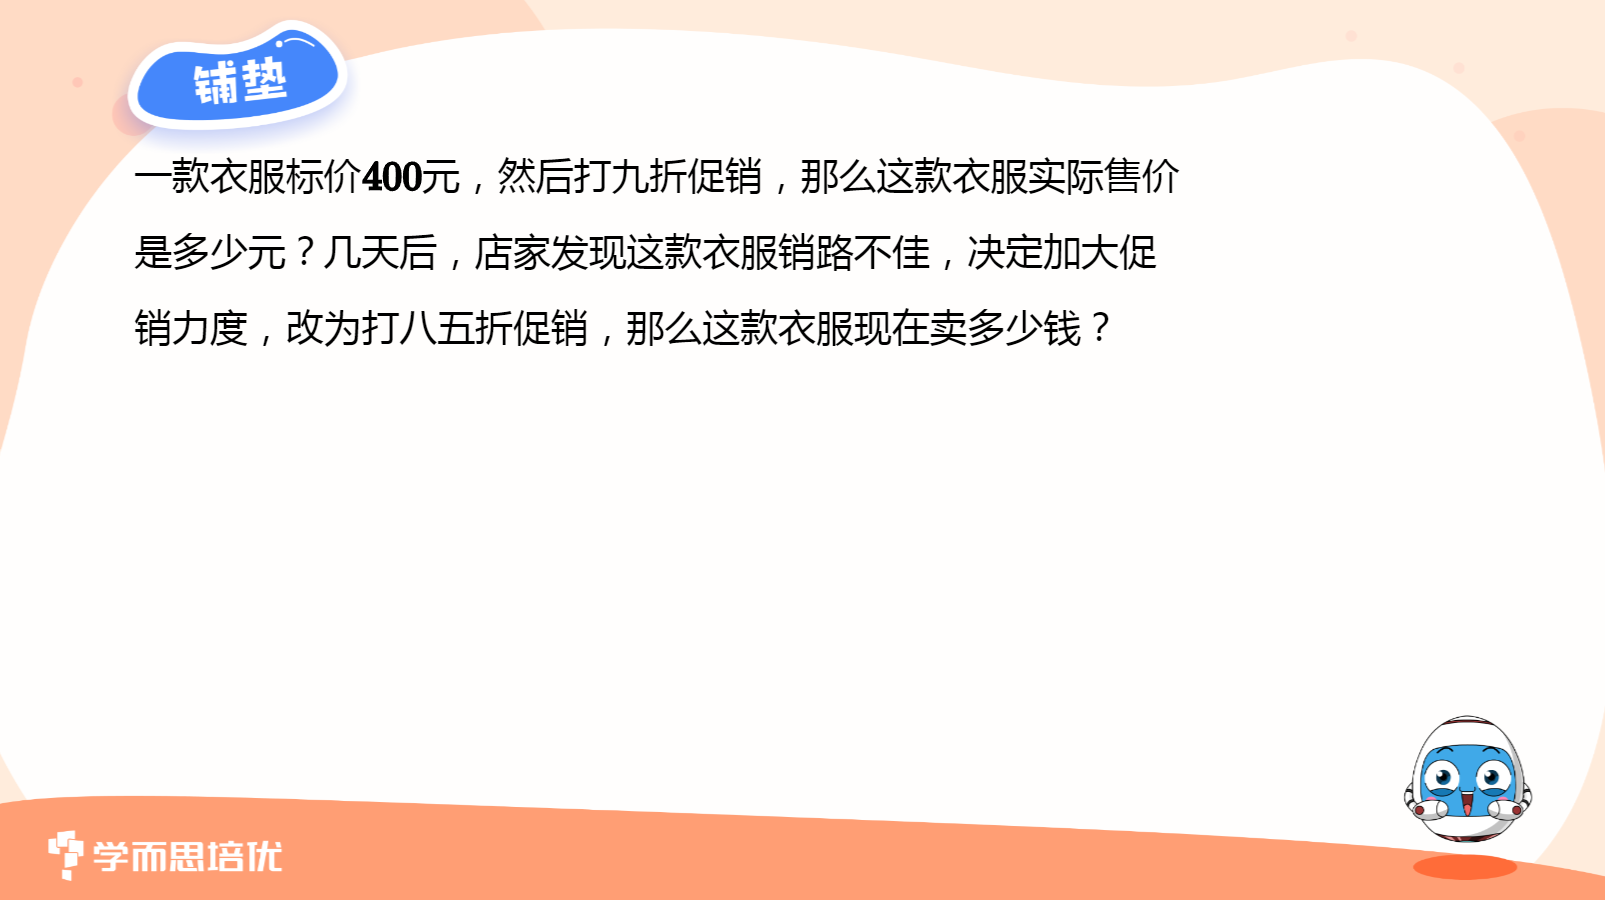 铺垫
一款衣服标价400元，然后打九折促销，那么这款衣服实际售价
是多少元？几天后，店家发现这款衣服销路不佳，决定加大促
销力度，改为打八五折促销，那么这款衣服现在卖多少钱？
学而思培优